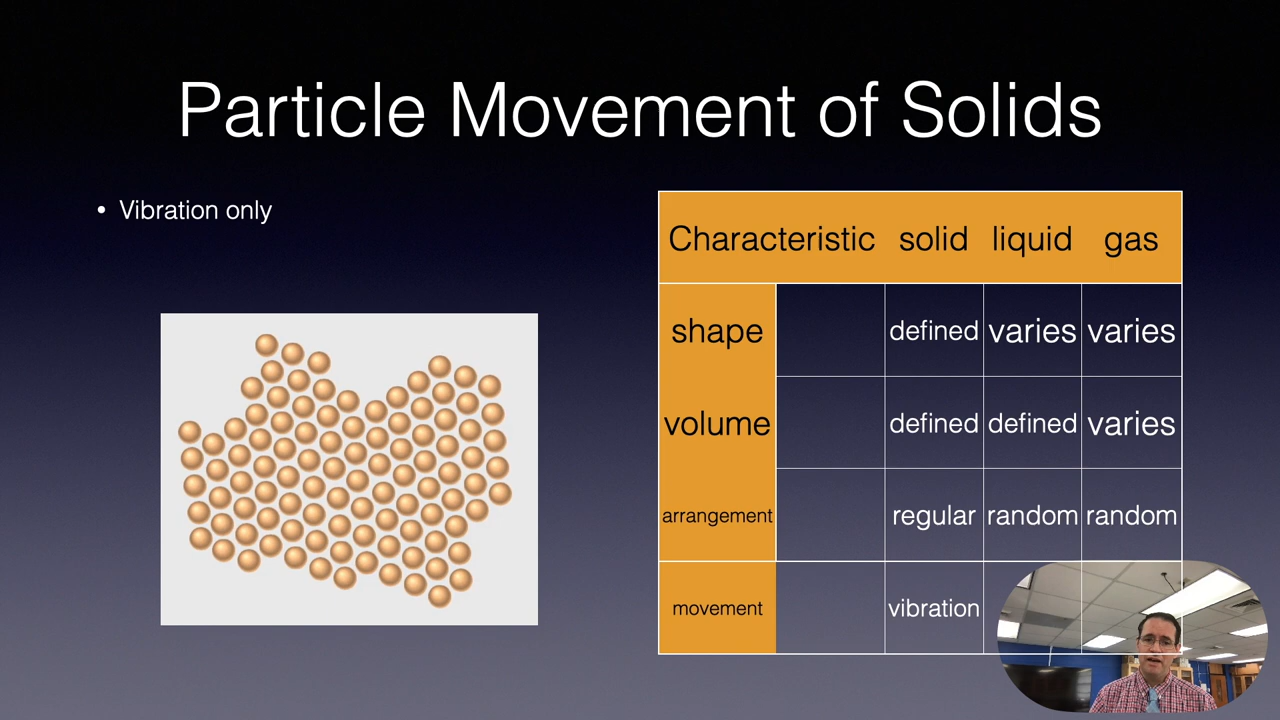 Particle Movement of Solids
• Vibration only
Characteristic solid liquid gas
shape defined varies varies
volume defined defined varies
arrangement regular random random
movement vibration